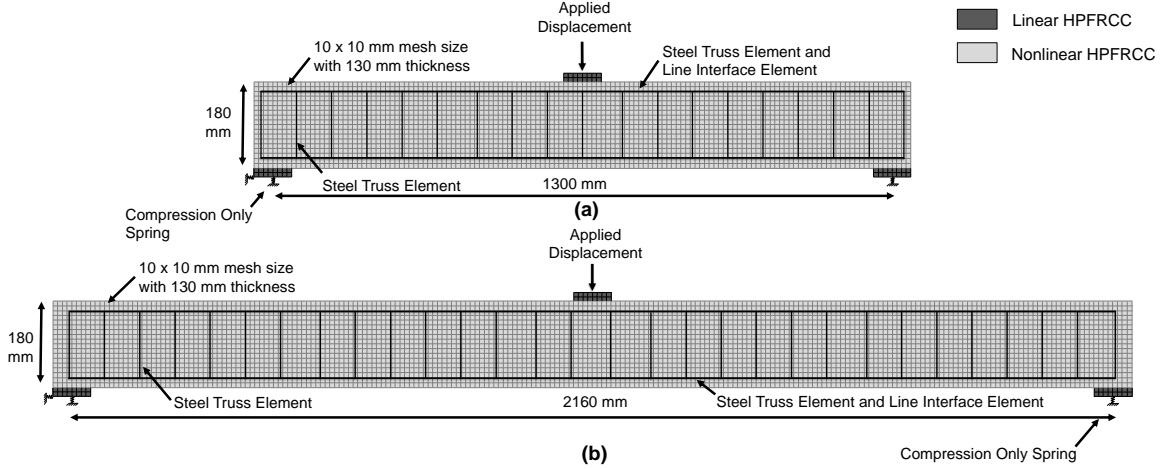 Applied
Displacement
Linear HPFRCC
Nonlinear HPFRCC
10 x 10 mm mesh size
with 130 mm thickness
Steel Truss Element and
Line Interface Element
180
mm
Steel Truss Element
1300 mm
Compression Only
Spring
(a)
Applied
Displacement
10 x 10 mm mesh size
with 130 mm thickness
180
mm
Steel Truss Element
2160 mm
Steel Truss Element and Line Interface Element
Compression Only Spring
(b)